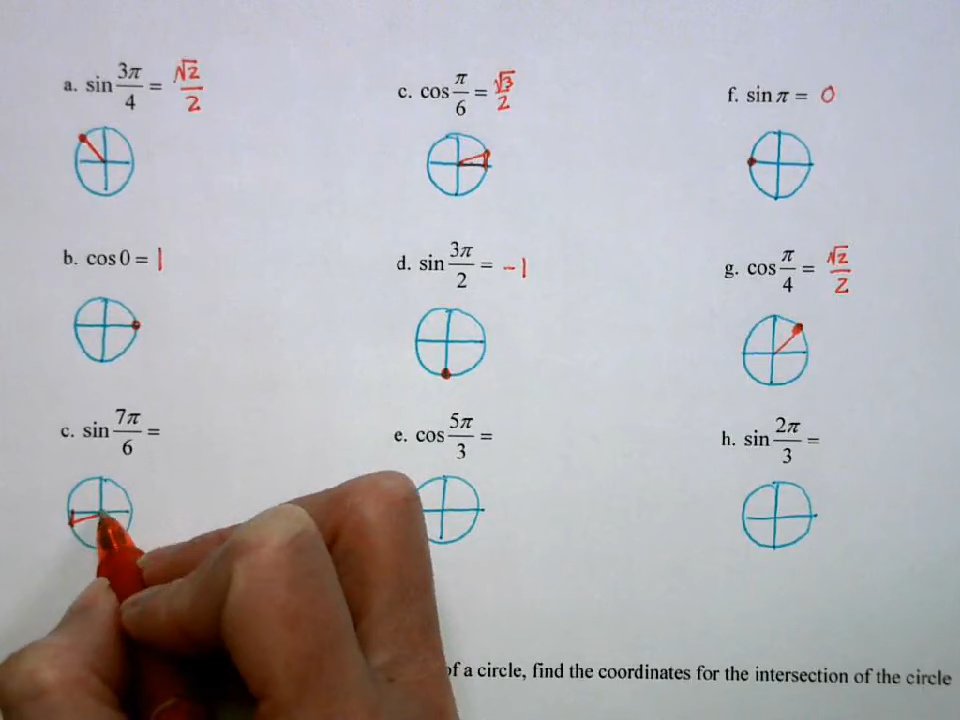 a. sin 3π/4 = √2/2
c. cos π/6 = √3/2
f. sin π = 0
b. cos 0 = 1
d. sin 3π/2 = -1
g. cos π/4 = √2/2
c. sin 7π/6 =
e. cos 5π/3 =
h. sin 2π/3 =
of a circle, find the coordinates for the intersection of the circle